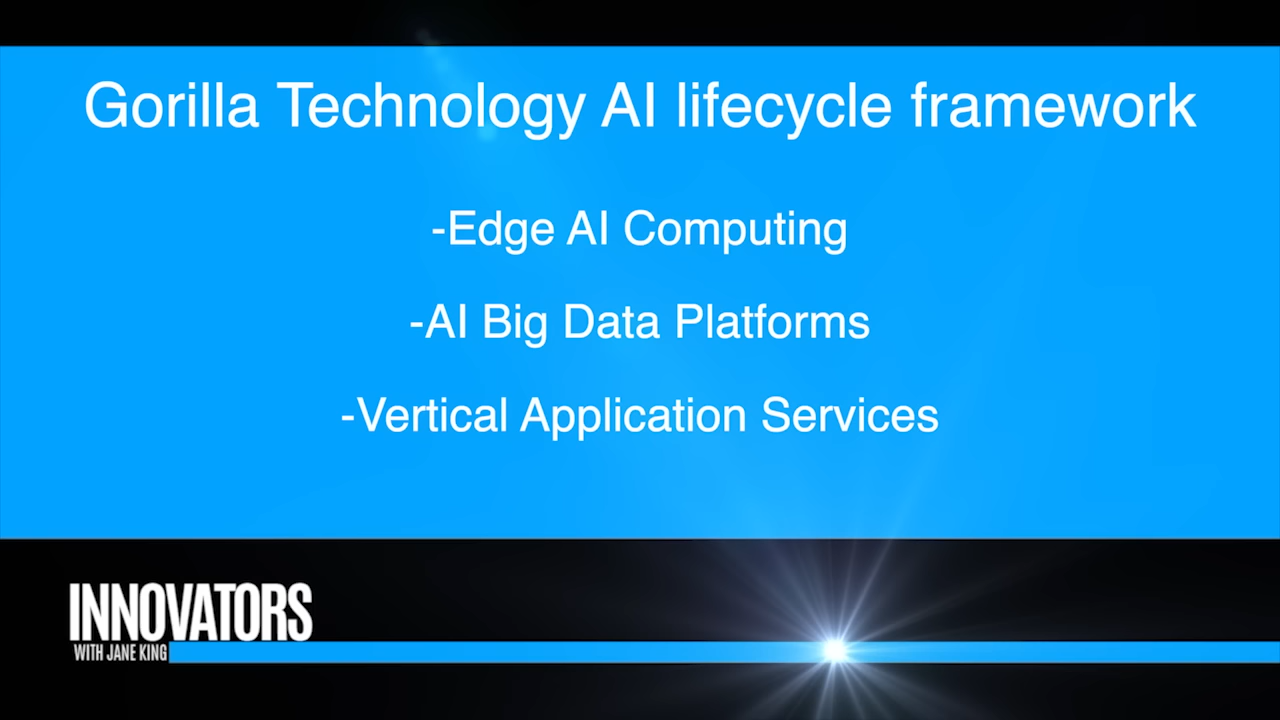 Gorilla Technology AI lifecycle framework
-Edge AI Computing
-AI Big Data Platforms
-Vertical Application Services
INNOVATORS
WITH JANE KING